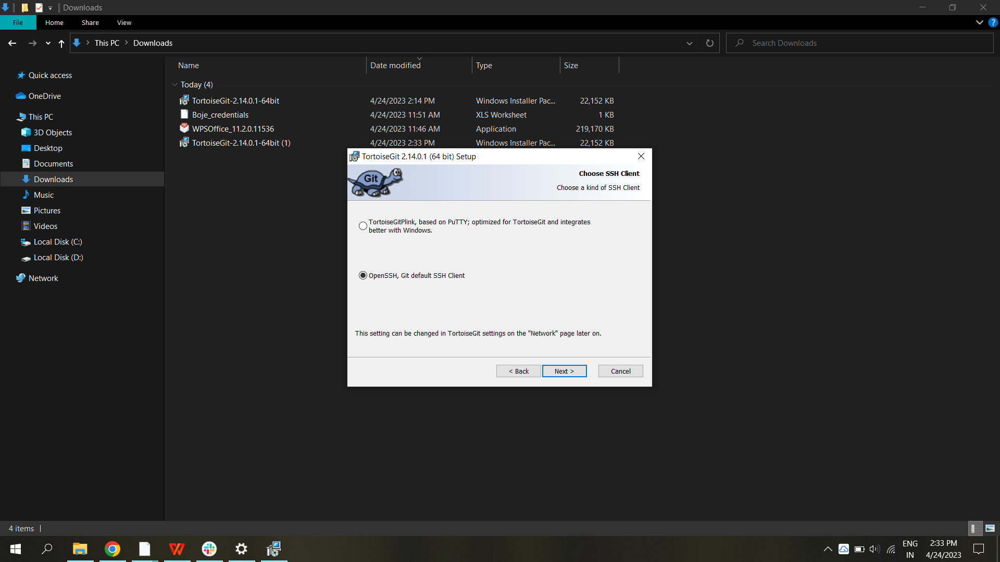 Downloads
File Home Share View
?
This PC Downloads
Search Downloads
Name Date modified Type Size
Quick access
OneDrive
This PC
3D Objects
Desktop
Documents
Downloads
Music
Pictures
Videos
Local Disk (C:)
Local Disk (D:)
Network
Today (4)
TortoiseGit-2.14.0.1-64bit 4/24/2023 2:14 PM Windows Installer Pac... 22,152 KB
Boje_credentials 4/24/2023 11:51 AM XLS Worksheet 1 KB
WPSOffice_11.2.0.11536 4/24/2023 11:46 AM Application 219,170 KB
TortoiseGit-2.14.0.1-64bit (1) 4/24/2023 2:33 PM Windows Installer Pac... 22,152 KB
TortoiseGit 2.14.0.1 (64 bit) Setup
Git
Choose SSH Client
Choose a kind of SSH Client
TortoiseGitPlink, based on PuTTY; optimized for TortoiseGit and integrates
better with Windows.
OpenSSH, Git default SSH Client
This setting can be changed in TortoiseGit settings on the "Network" page later on.
< Back Next > Cancel
4 items
ENG
IN
2:33 PM
4/24/2023